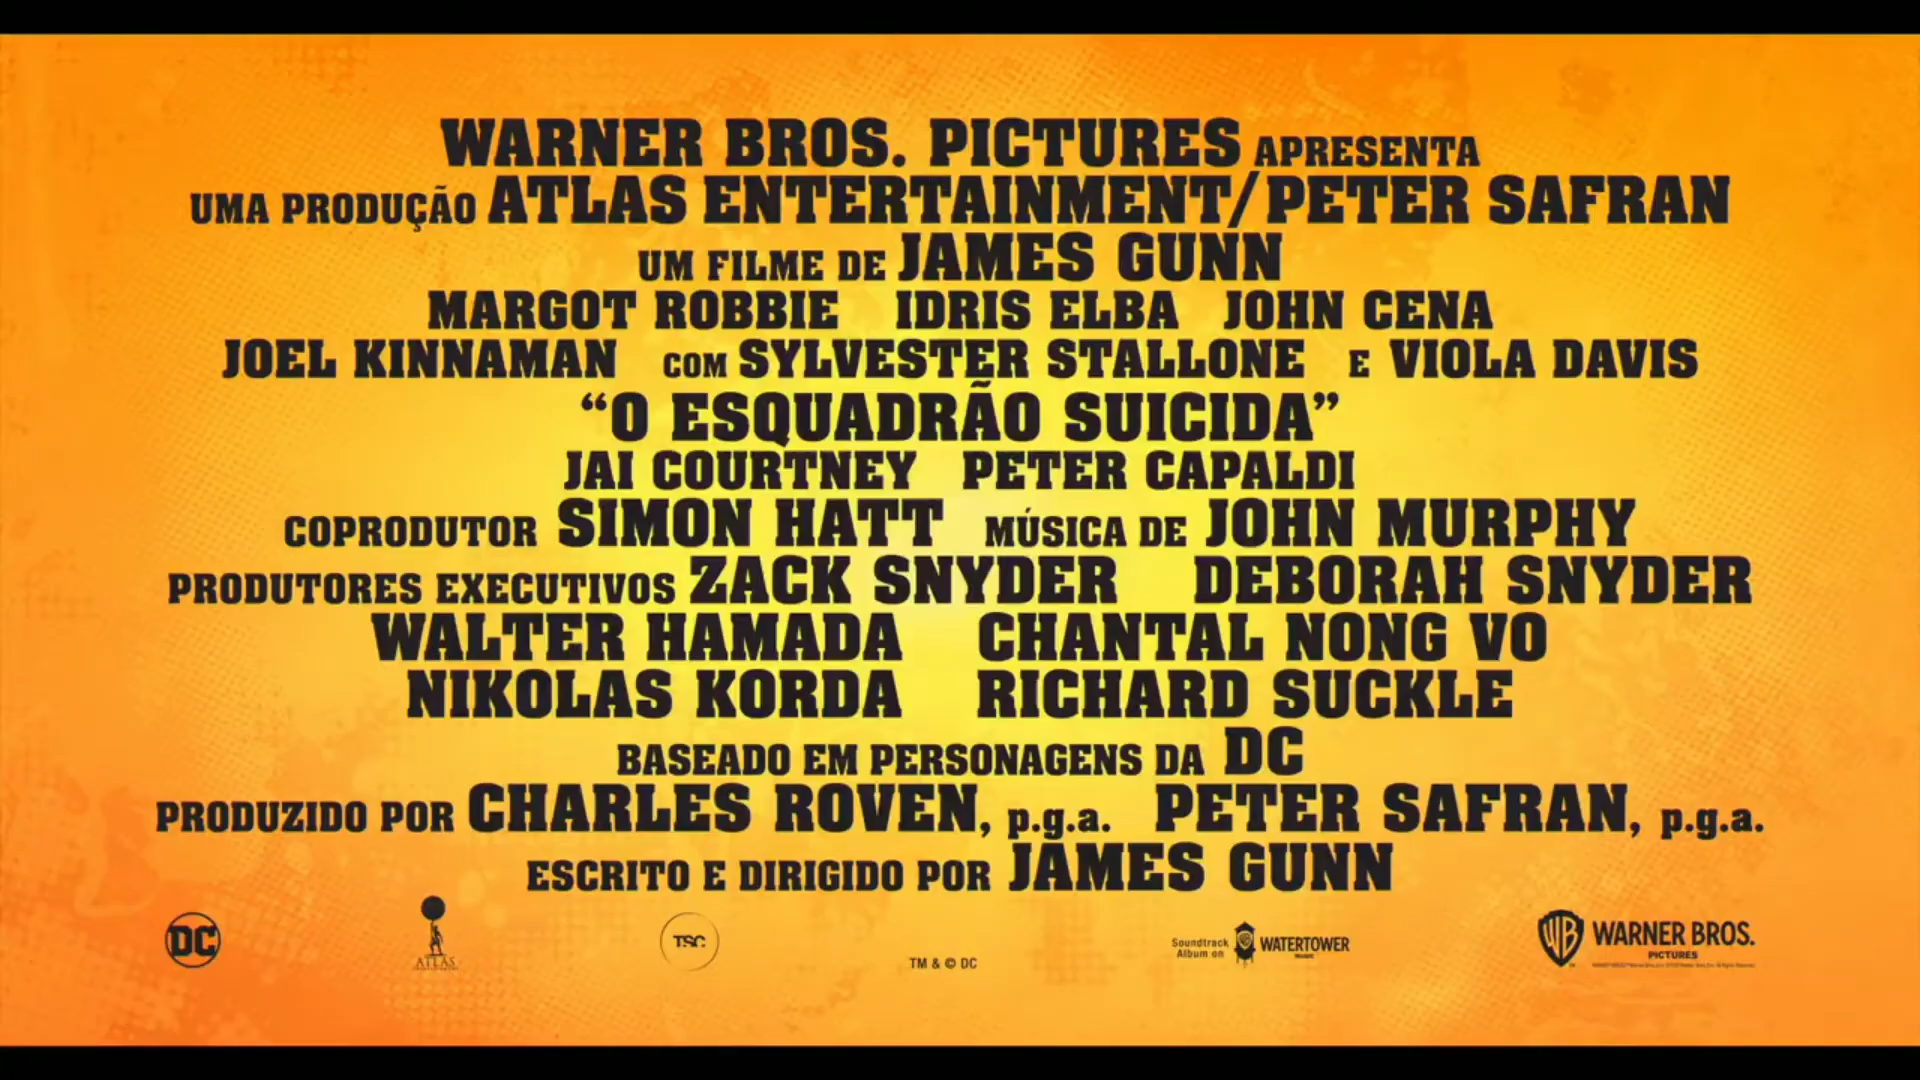 WARNER BROS. PICTURES APRESENTA
UMA PRODUÇÃO ATLAS ENTERTAINMENT/PETER SAFRAN
UM FILME DE JAMES GUNN
MARGOT ROBBIE IDRIS ELBA JOHN CENA
JOEL KINNAMAN COM SYLVESTER STALLONE E VIOLA DAVIS
“O ESQUADRÃO SUICIDA”
JAI COURTNEY PETER CAPALDI
COPRODUTOR SIMON HATT MÚSICA DE JOHN MURPHY
PRODUTORES EXECUTIVOS ZACK SNYDER DEBORAH SNYDER
WALTER HAMADA CHANTAL NONG VO
NIKOLAS KORDA RICHARD SUCKLE
BASEADO EM PERSONAGENS DA DC
PRODUZIDO POR CHARLES ROVEN, p.g.a. PETER SAFRAN, p.g.a.
ESCRITO E DIRIGIDO POR JAMES GUNN
DC
ATLAS
TSC
TM & © DC
Soundtrack
Album on
WATERTOWER
MUSIC
WB
WARNER BROS.
PICTURES